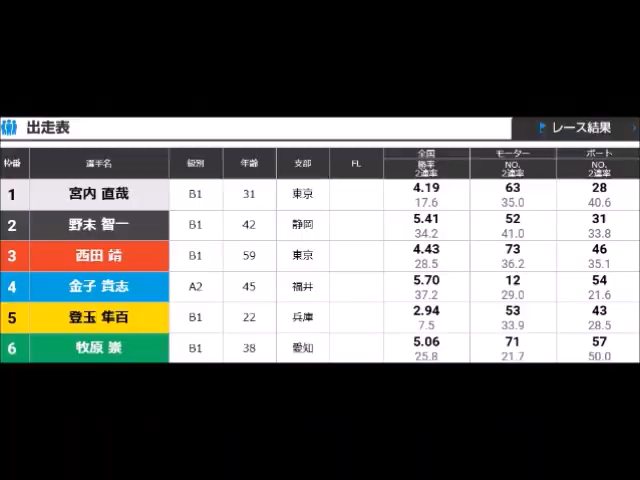 出走表
レース結果
枠番 選手名 級別 年齢 支部 FL 全国 勝率 2連率 モーター NO. 2連率 ボート NO. 2連率
1 宮内 直哉 B1 31 東京 4.19 17.6 63 35.0 28 40.6
2 野末 智一 B1 42 静岡 5.41 34.2 52 41.0 31 33.8
3 西田 靖 B1 59 東京 4.43 28.5 73 36.2 46 35.1
4 金子 貴志 A2 45 福井 5.70 37.2 12 29.0 54 21.6
5 登玉 隼百 B1 22 兵庫 2.94 7.5 53 33.9 43 28.5
6 牧原 崇 B1 38 愛知 5.06 25.8 71 21.7 57 50.0